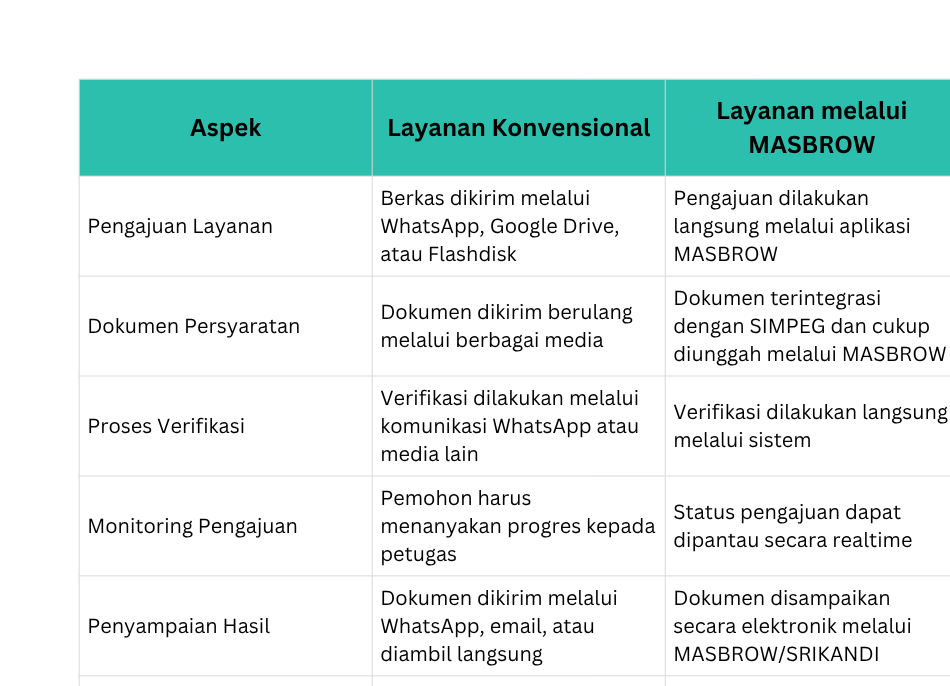 Aspek
Layanan Konvensional
Layanan melalui
MASBROW
Pengajuan Layanan
Berkas dikirim melalui
WhatsApp, Google Drive,
atau Flashdisk
Pengajuan dilakukan
langsung melalui aplikasi
MASBROW
Dokumen Persyaratan
Dokumen dikirim berulang
melalui berbagai media
Dokumen terintegrasi
dengan SIMPEG dan cukup
diunggah melalui MASBROW
Proses Verifikasi
Verifikasi dilakukan melalui
komunikasi WhatsApp atau
media lain
Verifikasi dilakukan langsung
melalui sistem
Monitoring Pengajuan
Pemohon harus
menanyakan progres kepada
petugas
Status pengajuan dapat
dipantau secara realtime
Penyampaian Hasil
Dokumen dikirim melalui
WhatsApp, email, atau
diambil langsung
Dokumen disampaikan
secara elektronik melalui
MASBROW/SRIKANDI